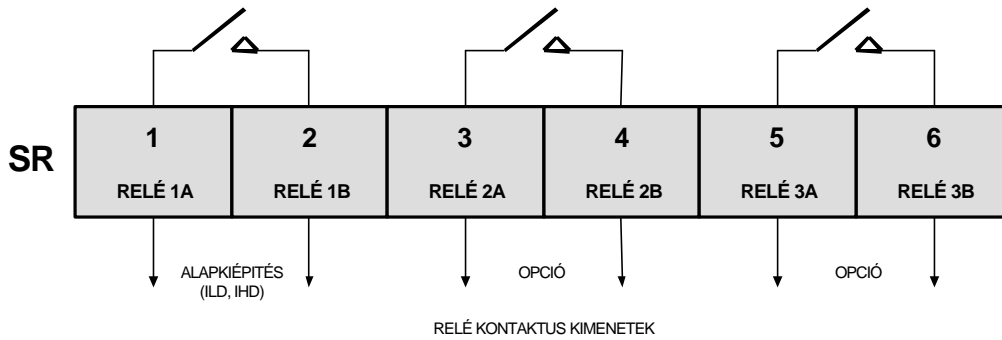 SR
1 2 3 4 5 6
RELÉ 1A RELÉ 1B RELÉ 2A RELÉ 2B RELÉ 3A RELÉ 3B
ALAPKIÉPITÉS OPCIÓ OPCIÓ
(ILD, IHD)
RELÉ KONTAKTUS KIMENETEK